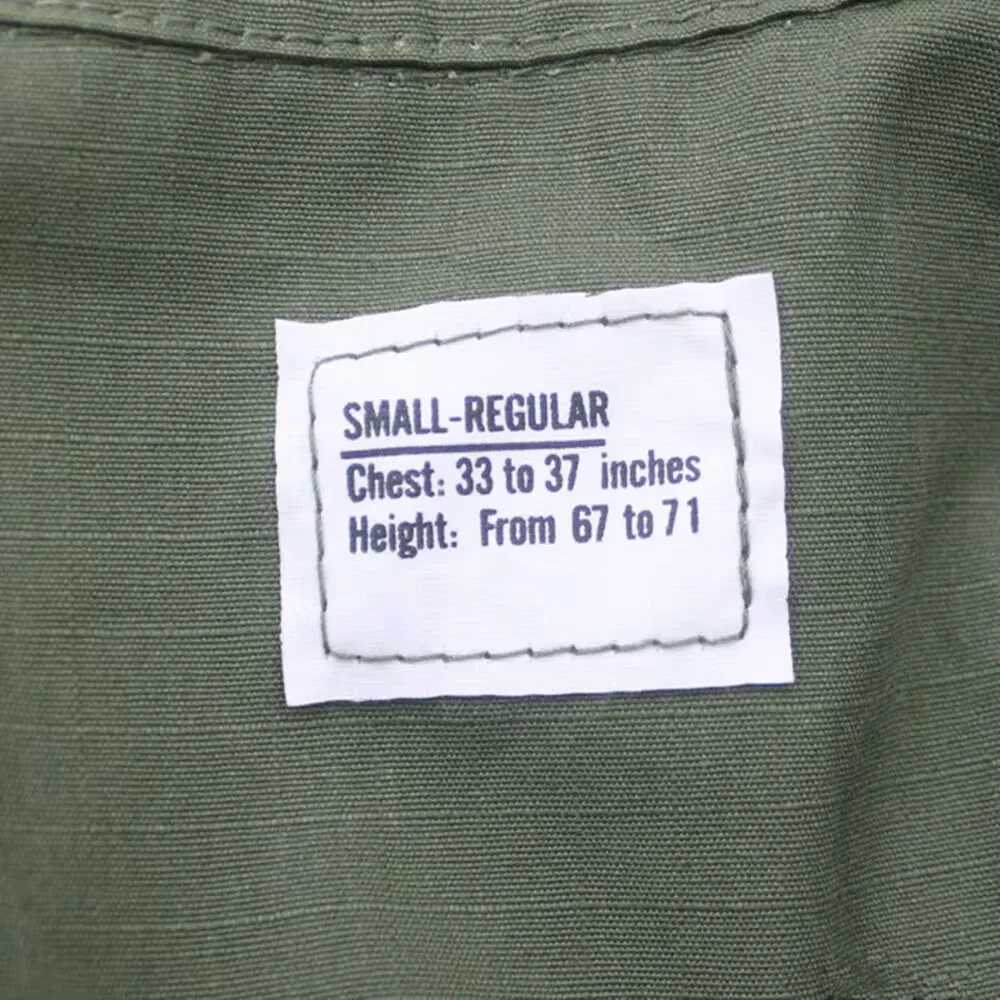 SMALL-REGULAR
Chest: 33 to 37 inches
Height: From 67 to 71